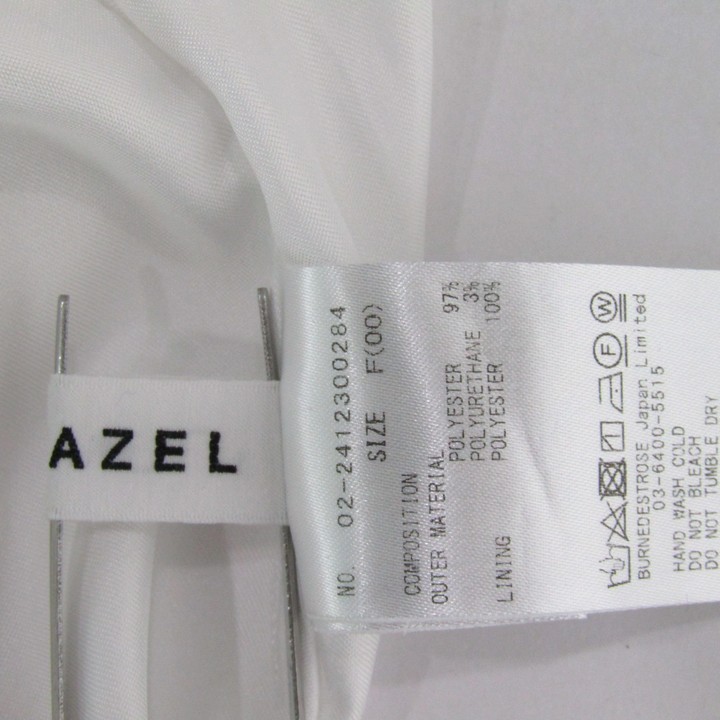 AZEL
NO. 02-2412300284
SIZE F(00)
COMPOSITION
OUTER MATERIAL
POLYESTER 97%
POLYURETHANE 3%
LINING POLYESTER 100%
F W
BURNEDESTROSE Japan Limited
03-6400-5515
HAND WASH COLD
DO NOT BLEACH
DO NOT TUMBLE DRY